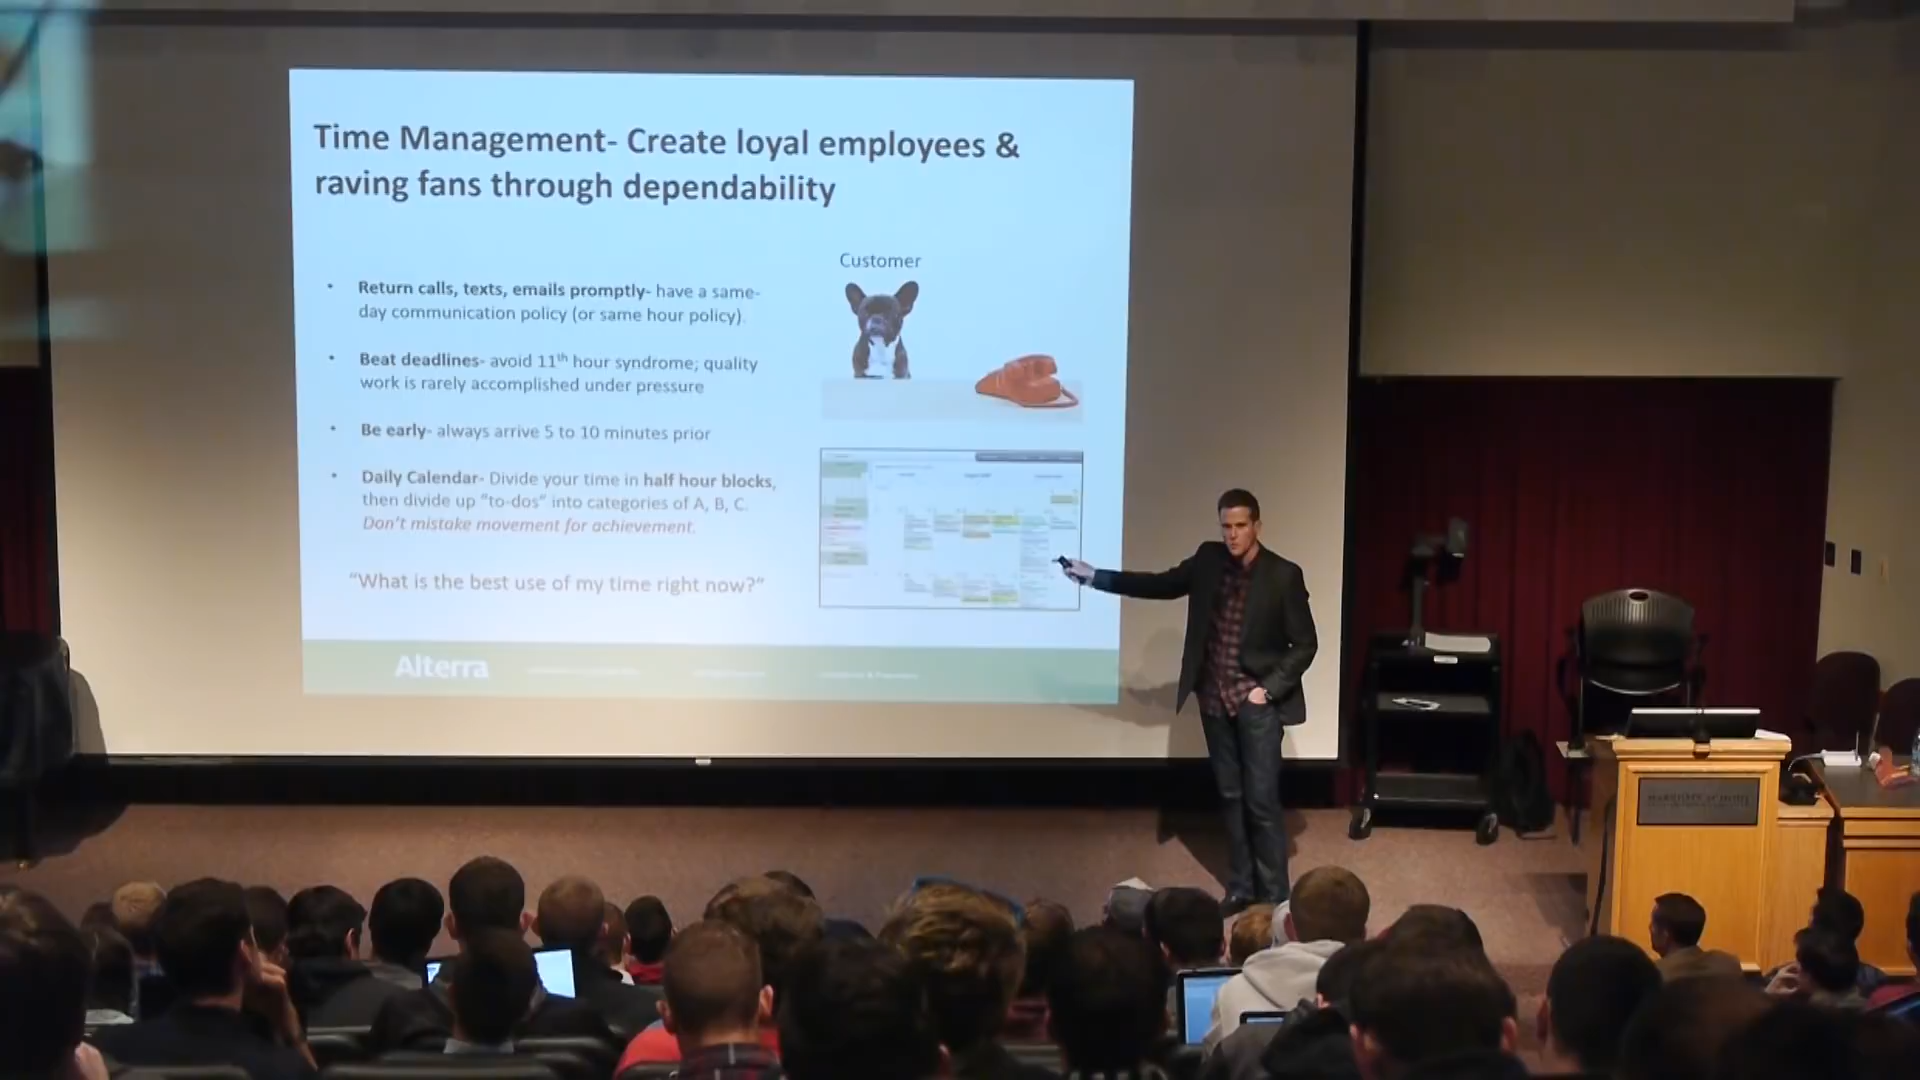 Time Management- Create loyal employees &
raving fans through dependability
Customer
• Return calls, texts, emails promptly- have a same-
day communication policy (or same hour policy).
• Beat deadlines- avoid 11th hour syndrome; quality
work is rarely accomplished under pressure
• Be early- always arrive 5 to 10 minutes prior
• Daily Calendar- Divide your time in half hour blocks,
then divide up "to-dos" into categories of A, B, C.
Don't mistake movement for achievement.
"What is the best use of my time right now?"
Alterra